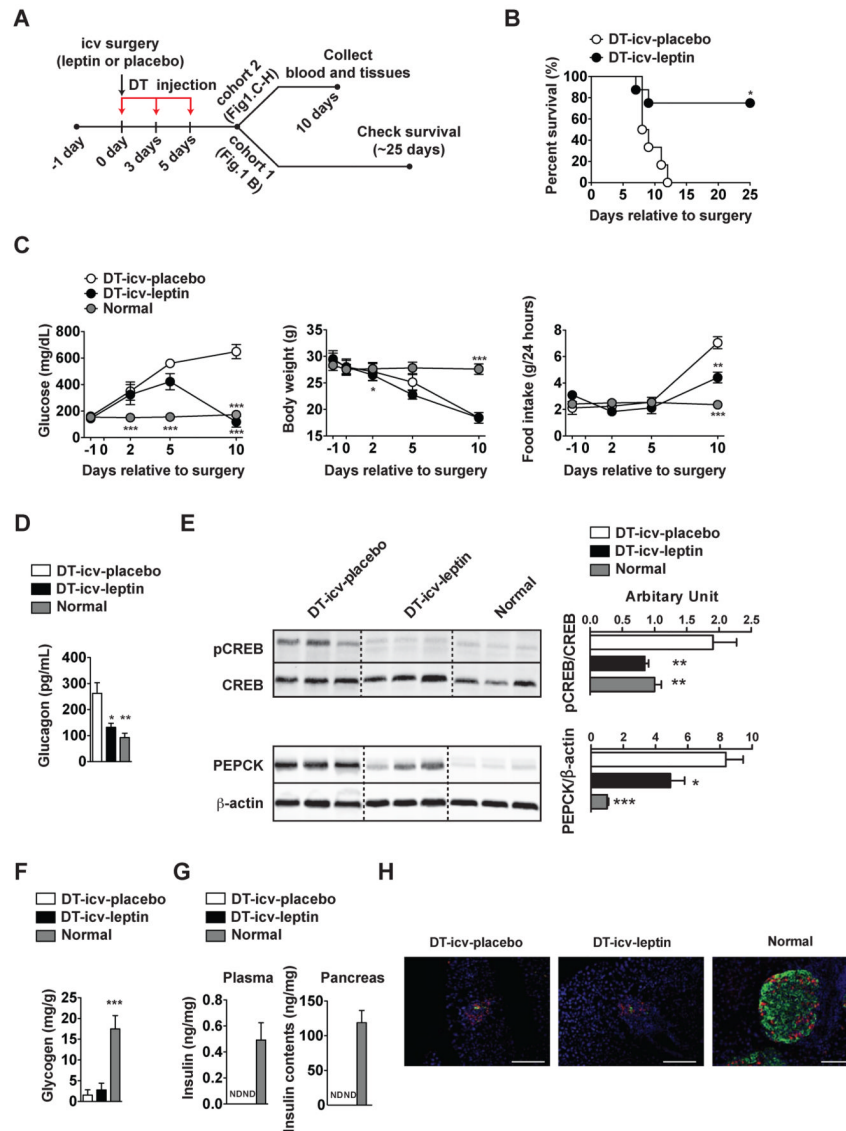 A
icv surgery
(leptin or placebo)
DT injection
-1 day
0 day
3 days
5 days
cohort 2
(Fig1.C-H)
cohort 1
(Fig.1 B)
Collect
blood and tissues
10 days
Check survival
(~25 days)
B
DT-icv-placebo
DT-icv-leptin
Percent survival (%)
100
80
60
40
20
0
*
0 5 10 15 20 25
Days relative to surgery
C
DT-icv-placebo
DT-icv-leptin
Normal
Glucose (mg/dL)
800
600
400
200
0
*** *** *** ***
-1 0 2 5 10
Days relative to surgery
Body weight (g)
35
30
25
20
15
* ***
-1 0 2 5 10
Days relative to surgery
Food intake (g/24 hours)
8
6
4
2
0
** ***
-1 0 2 5 10
Days relative to surgery
D
DT-icv-placebo
DT-icv-leptin
Normal
Glucagon (pg/mL)
400
300
200
100
0
* **
E
DT-icv-placebo
DT-icv-leptin
Normal
pCREB
CREB
PEPCK
β-actin
DT-icv-placebo
DT-icv-leptin
Normal
Arbitary Unit
0.0 0.5 1.0 1.5 2.0 2.5
pCREB/CREB
**
**
0 2 4 6 8 10
PEPCK/β-actin
*
***
F
DT-icv-placebo
DT-icv-leptin
Normal
Glycogen (mg/g)
25
20
15
10
5
0
***
G
DT-icv-placebo
DT-icv-leptin
Normal
Plasma
Insulin (ng/mg)
0.8
0.6
0.4
0.2
0.0
NDND
Pancreas
Insulin contents (ng/mg)
150
120
90
60
30
0
NDND
H
DT-icv-placebo
DT-icv-leptin
Normal